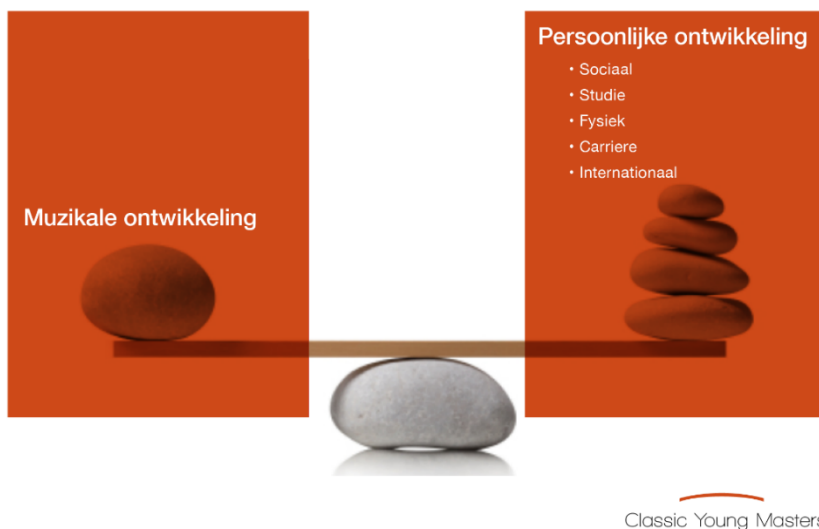 Muzikale ontwikkeling
Persoonlijke ontwikkeling
• Sociaal
• Studie
• Fysiek
• Carriere
• Internationaal
Classic Young Masters